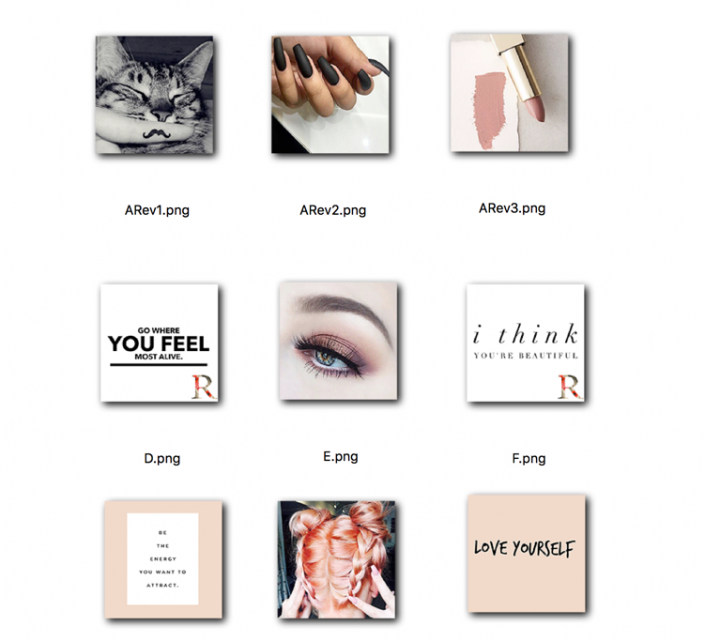 ARev1.png
ARev2.png
ARev3.png
GO WHERE
YOU FEEL
MOST ALIVE.
R
i think
YOU'RE BEAUTIFUL
R
D.png
E.png
F.png
BE
THE
ENERGY
YOU WANT TO
ATTRACT.
LOVE YOURSELF